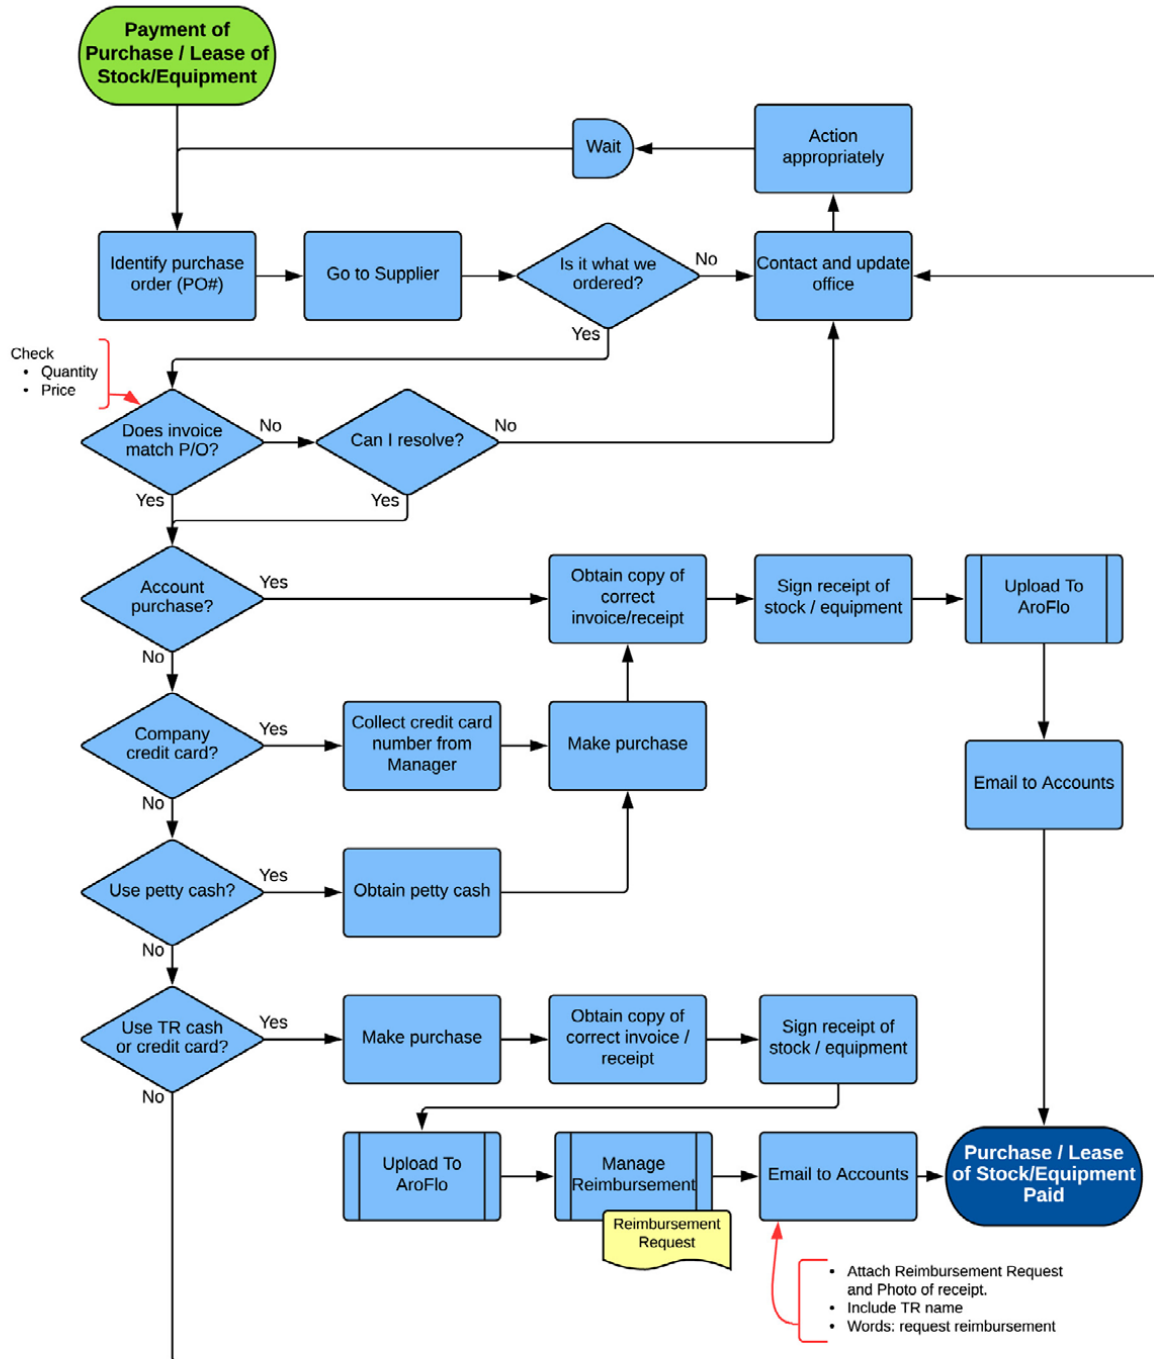 Payment of
Purchase / Lease of
Stock/Equipment
Wait
Action
appropriately
Identify purchase
order (PO#)
Go to Supplier
Is it what we
ordered?
No
Contact and update
office
Yes
Check
• Quantity
• Price
Does invoice
match P/O?
No
Can I resolve?
No
Yes
Yes
Account
purchase?
Yes
Obtain copy of
correct
invoice/receipt
Sign receipt of
stock / equipment
Upload To
AroFlo
No
Company
credit card?
Yes
Collect credit card
number from
Manager
Make purchase
Email to Accounts
No
Use petty cash?
Yes
Obtain petty cash
No
Use TR cash
or credit card?
Yes
Make purchase
Obtain copy of
correct invoice /
receipt
Sign receipt of
stock / equipment
No
Upload To
AroFlo
Manage
Reimbursement
Reimbursement
Request
Email to Accounts
Purchase / Lease
of Stock/Equipment
Paid
• Attach Reimbursement Request
and Photo of receipt.
• Include TR name
• Words: request reimbursement